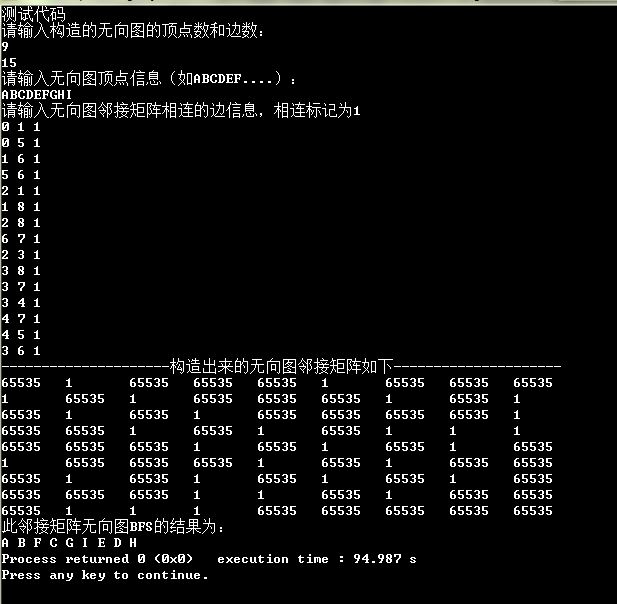 测试代码
请输入构造的无向图的顶点数和边数:
9
15
请输入无向图顶点信息（如ABCDEF....）:
ABCDEFGHI
请输入无向图邻接矩阵相连的边信息，相连标记为1
0 1 1
0 5 1
1 6 1
5 6 1
2 1 1
1 8 1
2 8 1
6 7 1
2 3 1
3 8 1
3 7 1
3 4 1
4 7 1
4 5 1
3 6 1
---------------------构造出来的无向图邻接矩阵如下---------------------
65535 1 65535 65535 65535 1 65535 65535 65535
1 65535 1 65535 65535 65535 1 65535 1
65535 1 65535 1 65535 65535 65535 65535 1
65535 65535 1 65535 1 65535 1 1 1
65535 65535 65535 1 65535 1 65535 1 65535
1 65535 65535 65535 1 65535 1 65535 65535
65535 1 65535 1 65535 1 65535 1 65535
65535 65535 65535 1 1 65535 1 65535 65535
65535 1 1 1 65535 65535 65535 65535 65535
此邻接矩阵无向图BFS的结果为:
A B F C G I E D H
Process returned 0 (0x0) execution time : 94.987 s
Press any key to continue.